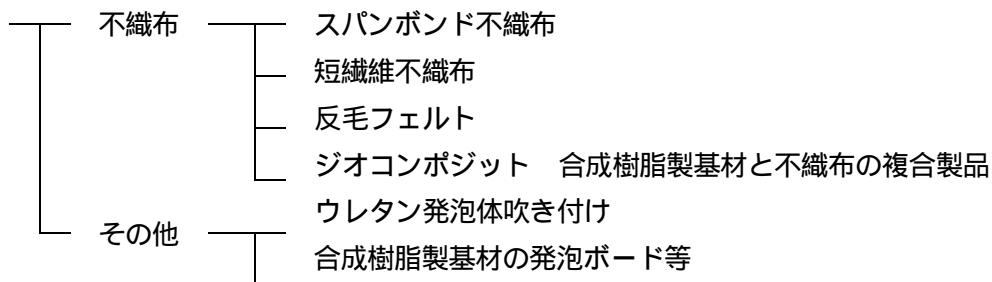 不織布 スパンボンド不織布
短繊維不織布
反毛フェルト
ジオコンポジット 合成樹脂製基材と不織布の複合製品
ウレタン発泡体吹き付け
その他
合成樹脂製基材の発泡ボード等